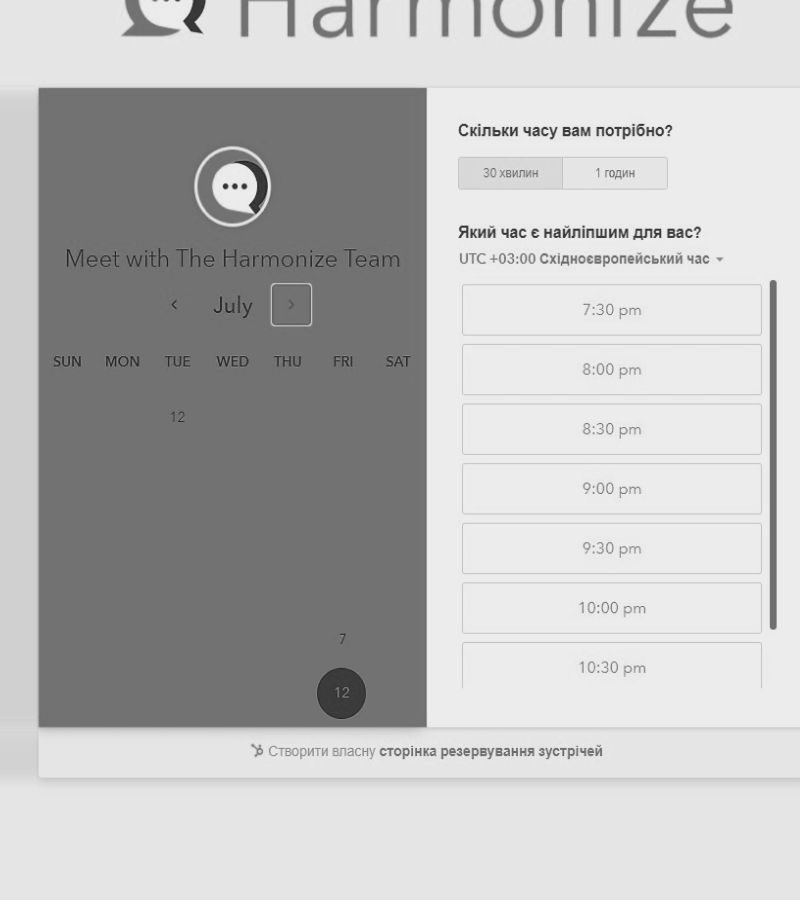 Harmonize
Meet with The Harmonize Team
July
SUN MON TUE WED THU FRI SAT
12
7
12
Скільки часу вам потрібно?
30 хвилин 1 годин
Який час є найліпшим для вас?
UTC +03:00 Східноєвропейський час
7:30 pm
8:00 pm
8:30 pm
9:00 pm
9:30 pm
10:00 pm
10:30 pm
Створити власну сторінка резервування зустрічей